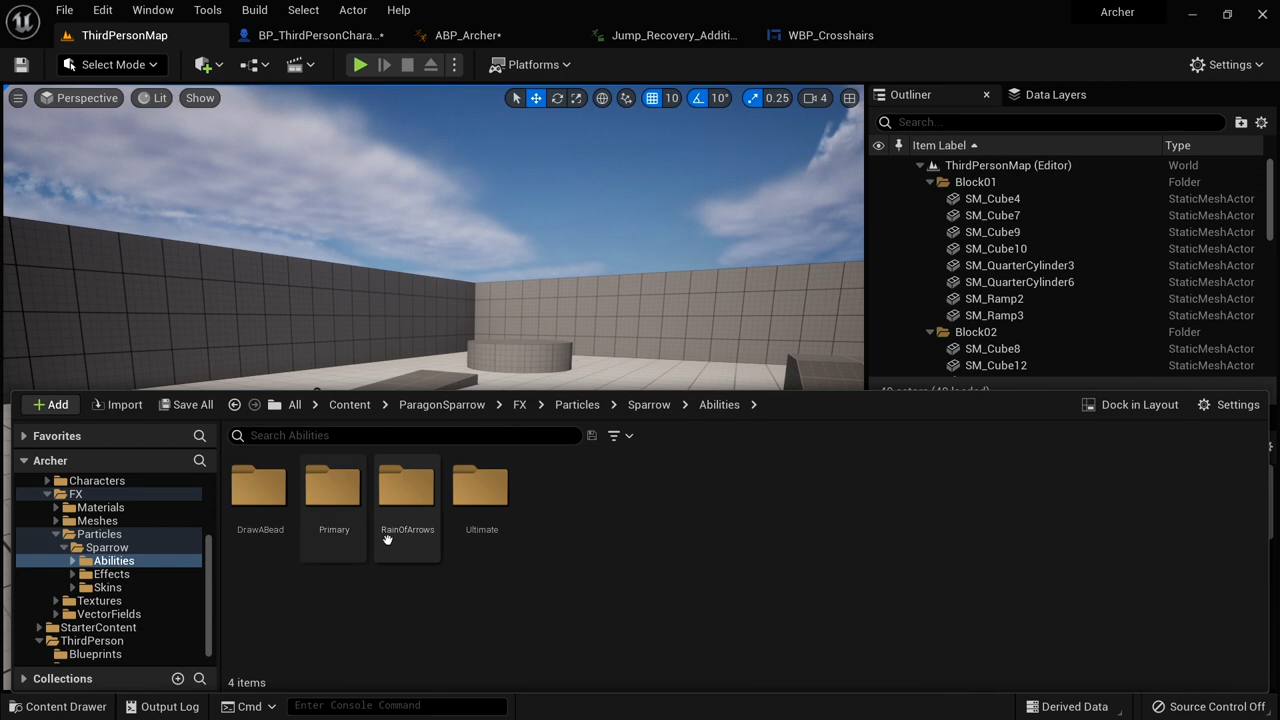 File Edit Window Tools Build Select Actor Help
Archer
ThirdPersonMap BP_ThirdPersonChara...* ABP_Archer* Jump_Recovery_Additi... WBP_Crosshairs
Select Mode Platforms Settings
Perspective Lit Show 10 10° 0.25 4
Outliner Data Layers
Search...
Item Label Type
ThirdPersonMap (Editor) World
Block01 Folder
SM_Cube4 StaticMeshActor
SM_Cube7 StaticMeshActor
SM_Cube9 StaticMeshActor
SM_Cube10 StaticMeshActor
SM_QuarterCylinder3 StaticMeshActor
SM_QuarterCylinder6 StaticMeshActor
SM_Ramp2 StaticMeshActor
SM_Ramp3 StaticMeshActor
Block02 Folder
SM_Cube8 StaticMeshActor
SM_Cube12 StaticMeshActor
Add Import Save All All Content ParagonSparrow FX Particles Sparrow Abilities Dock in Layout Settings
Favorites
Search Abilities
Archer
Characters
FX
Materials
Meshes
Particles
Sparrow
Abilities
Effects
Skins
Textures
VectorFields
StarterContent
ThirdPerson
Blueprints
DrawABead Primary RainOfArrows Ultimate
Collections
4 items
Content Drawer Output Log Cmd Enter Console Command Derived Data Source Control Off